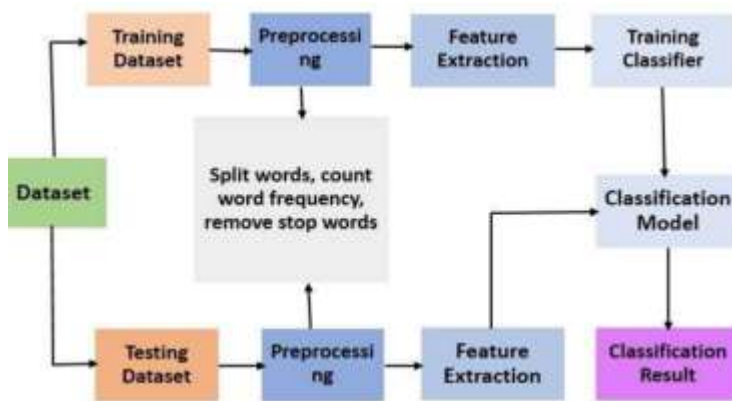 Training
Dataset
Preprocessi
ng
Feature
Extraction
Training
Classifier
Dataset
Split words, count
word frequency,
remove stop words
Classification
Model
Testing
Dataset
Preprocessi
ng
Feature
Extraction
Classification
Result